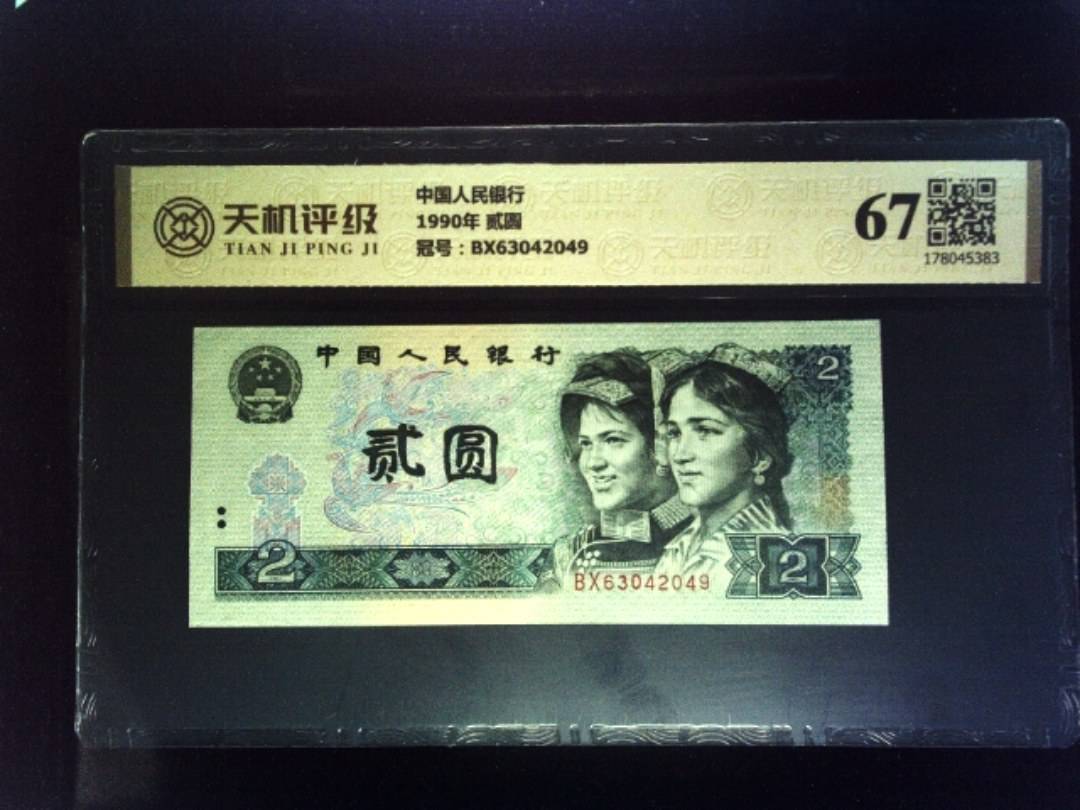 天机评级
TIAN JI PING JI
中国人民银行
1990年 贰圆
冠号：BX63042049
67
178045383
中国人民银行
2
贰圆
2
BX63042049
2